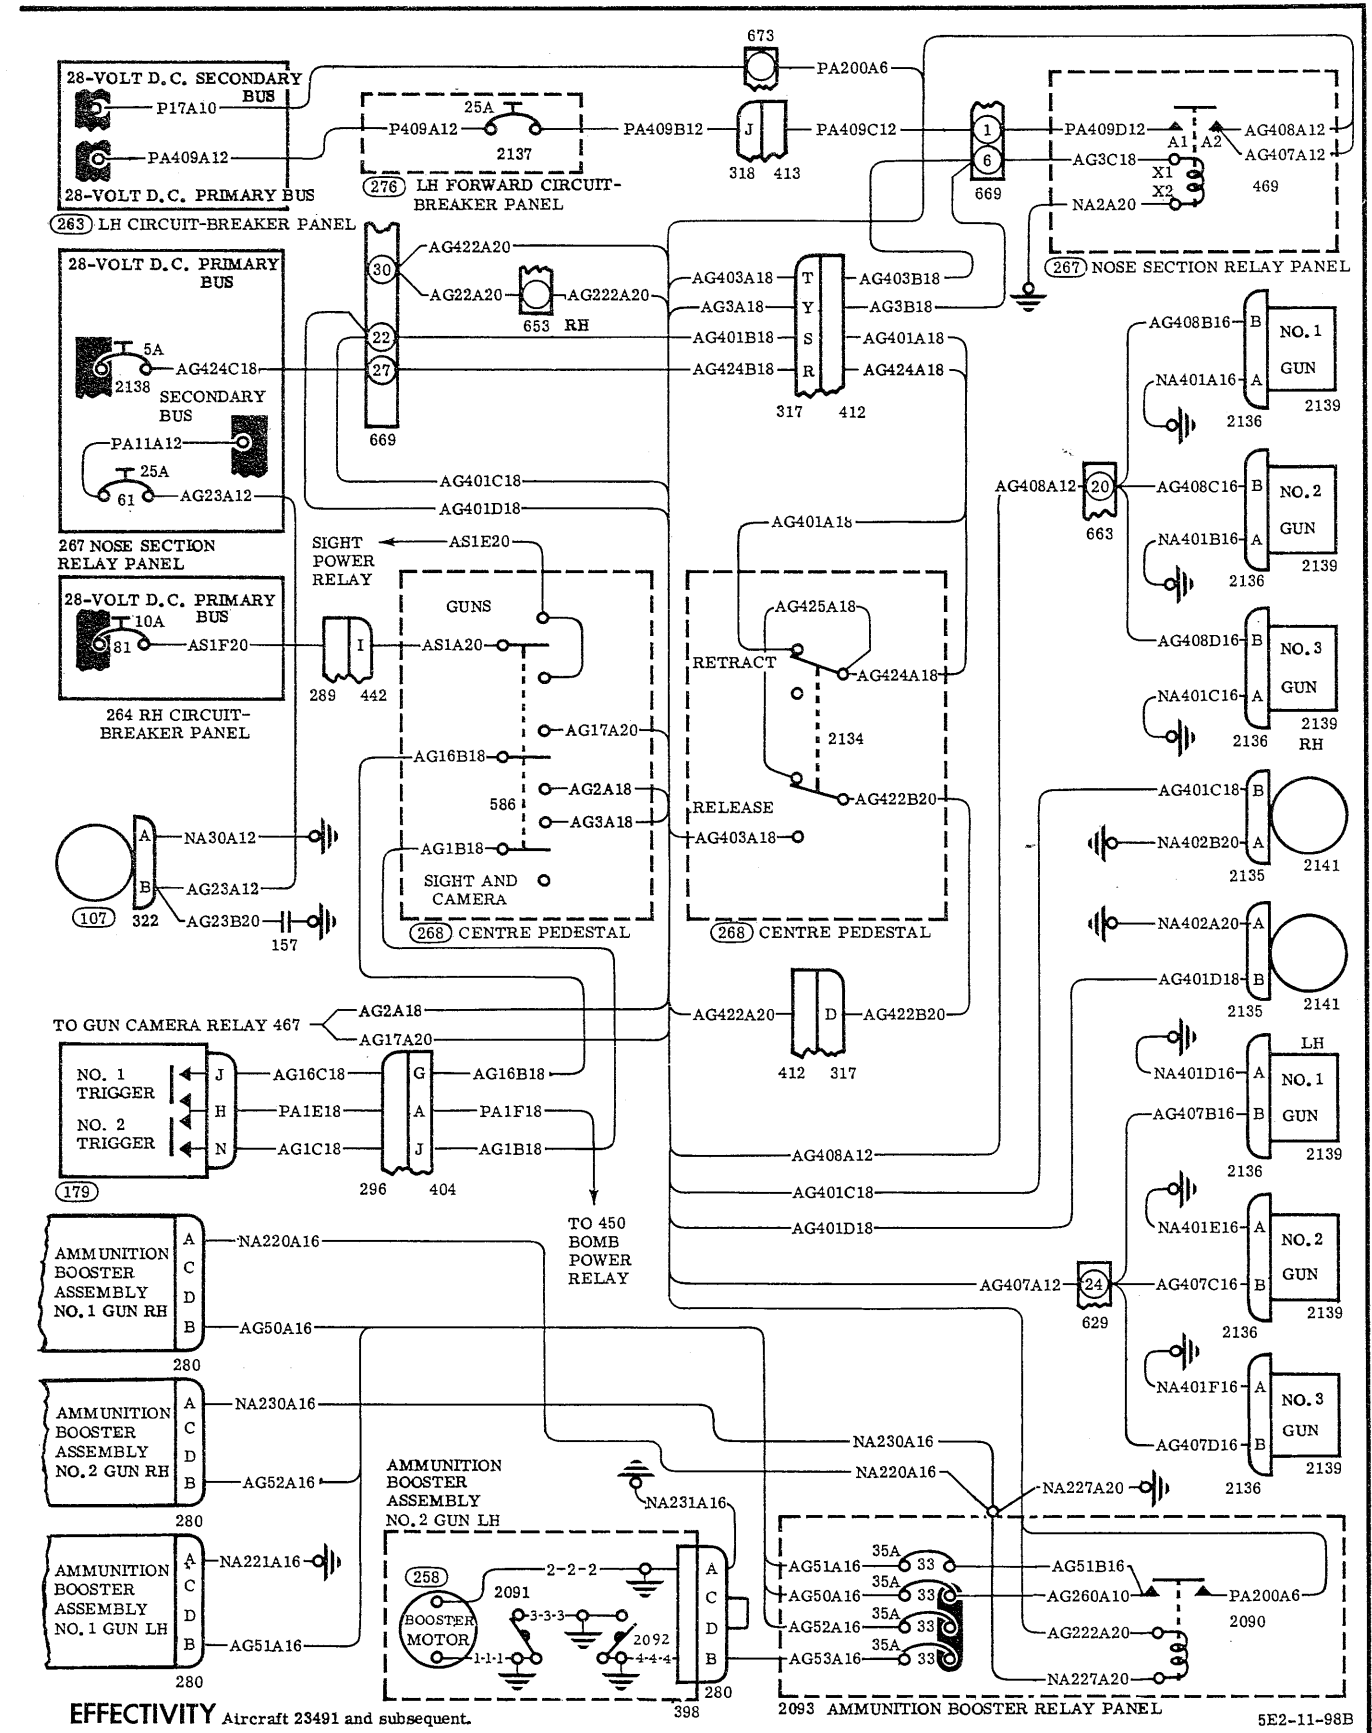 673
PA200A6
28-VOLT D.C. SECONDARY
BUS
P17A10
PA409A12
28-VOLT D.C. PRIMARY BUS
263 LH CIRCUIT-BREAKER PANEL
P409A12
25A
2137
276 LH FORWARD CIRCUIT-
BREAKER PANEL
PA409B12
J
318 413
PA409C12
1
6
669
PA409D12
A1 A2
AG408A12
AG407A12
AG3C18
X1
X2
469
NA2A20
267 NOSE SECTION RELAY PANEL
28-VOLT D.C. PRIMARY
BUS
5A
2138
AG424C18
SECONDARY
BUS
PA11A12
25A
61
AG23A12
267 NOSE SECTION
RELAY PANEL
30
22
27
669
AG422A20
AG22A20
AG222A20
653 RH
AG403A18
T
AG403B18
AG3A18
Y
AG3B18
AG401B18
S
AG401A18
AG424B18
R
AG424A18
317 412
AG401C18
AG401D18
AG408B16
B
NO.1
GUN
NA401A16
A
2136
2139
AG408A12
20
663
AG408C16
B
NO.2
GUN
NA401B16
A
2136
2139
AG408D16
B
NO.3
GUN
NA401C16
A
2136
2139
RH
28-VOLT D.C. PRIMARY
BUS
10A
81
AS1F20
264 RH CIRCUIT-
BREAKER PANEL
I
289 442
SIGHT
POWER
RELAY
AS1E20
GUNS
AS1A20
AG17A20
AG16B18
586
AG2A18
AG3A18
AG1B18
SIGHT AND
CAMERA
268 CENTRE PEDESTAL
AG401A18
AG425A18
RETRACT
AG424A18
2134
RELEASE
AG422B20
AG403A18
268 CENTRE PEDESTAL
AG401C18
B
NA402B20
A
2135
2141
NA402A20
A
AG401D18
B
2135
2141
A
NA30A12
B
AG23A12
AG23B20
107
322
157
AG422A20
D
AG422B20
412 317
AG2A18
TO GUN CAMERA RELAY 467
AG17A20
NO. 1
TRIGGER
NO. 2
TRIGGER
J
H
N
AG16C18
PA1E18
AG1C18
G
A
J
AG16B18
PA1F18
AG1B18
179
296 404
TO 450
BOMB
POWER
RELAY
AG408A12
AG401C18
AG401D18
AG407A12
24
629
LH
NA401D16
A
NO.1
GUN
AG407B16
B
2136
2139
NA401E16
A
NO.2
GUN
AG407C16
B
2136
2139
NA401F16
A
NO.3
GUN
AG407D16
B
2136
2139
AMMUNITION
BOOSTER
ASSEMBLY
NO.1 GUN RH
A
C
D
B
280
NA220A16
AG50A16
AMMUNITION
BOOSTER
ASSEMBLY
NO.2 GUN RH
A
C
D
B
280
NA230A16
AG52A16
AMMUNITION
BOOSTER
ASSEMBLY
NO.1 GUN LH
A
C
D
B
280
NA221A16
AG51A16
AMMUNITION
BOOSTER
ASSEMBLY
NO.2 GUN LH
NA231A16
258
BOOSTER
MOTOR
2-2-2
2091
3-3-3
2092
1-1-1
4-4-4
A
C
D
B
280
398
NA230A16
NA220A16
NA227A20
AG51A16
35A
33
AG51B16
AG50A16
35A
33
AG260A10
PA200A6
2090
AG52A16
35A
33
AG222A20
AG53A16
35A
33
NA227A20
2093 AMMUNITION BOOSTER RELAY PANEL
EFFECTIVITY Aircraft 23491 and subsequent.
5E2-11-98B